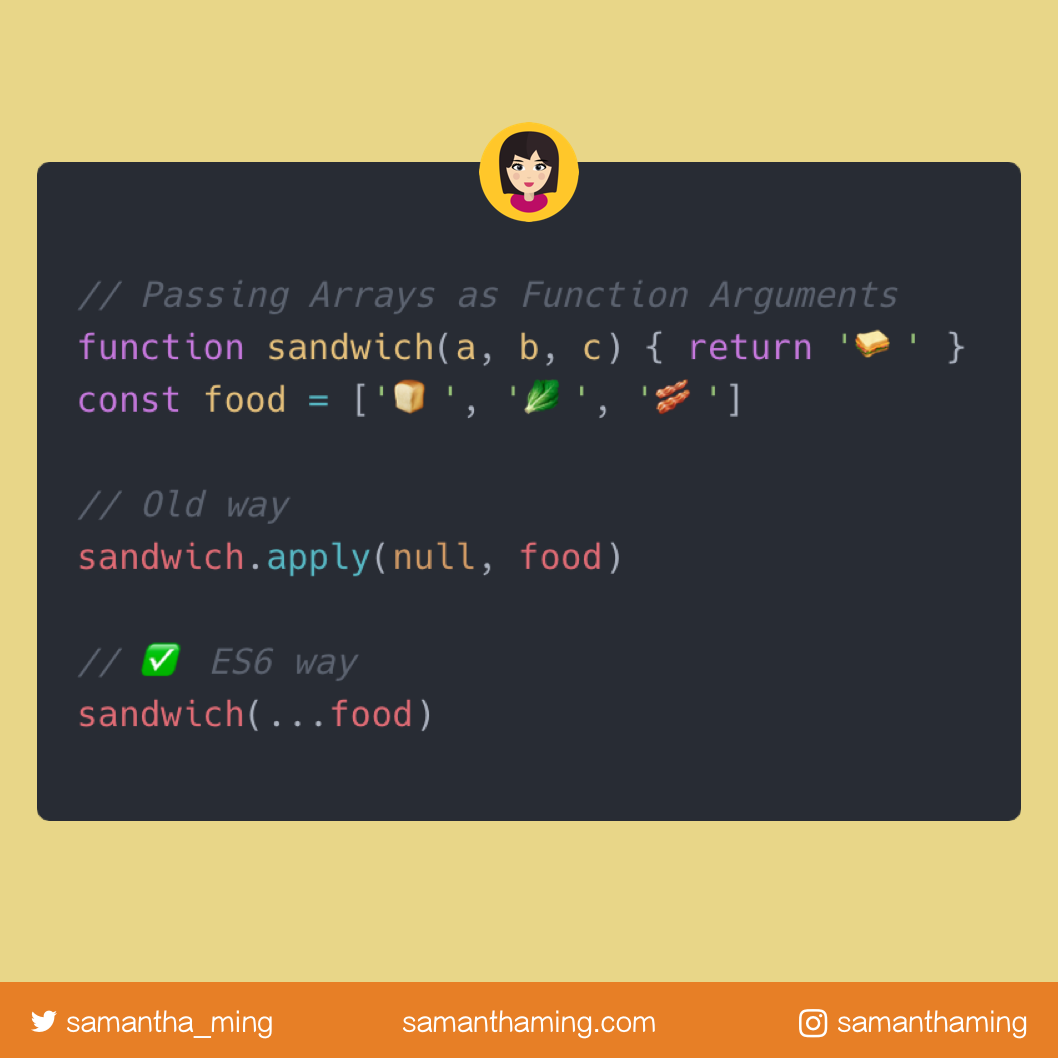 // Passing Arrays as Function Arguments
function sandwich(a, b, c) { return '🥪 ' }
const food = ['🍞 ', '🥬 ', '🥓 ']
// Old way
sandwich.apply(null, food)
// ✅ ES6 way
sandwich(...food)
samantha_ming samanthaming.com samanthaming